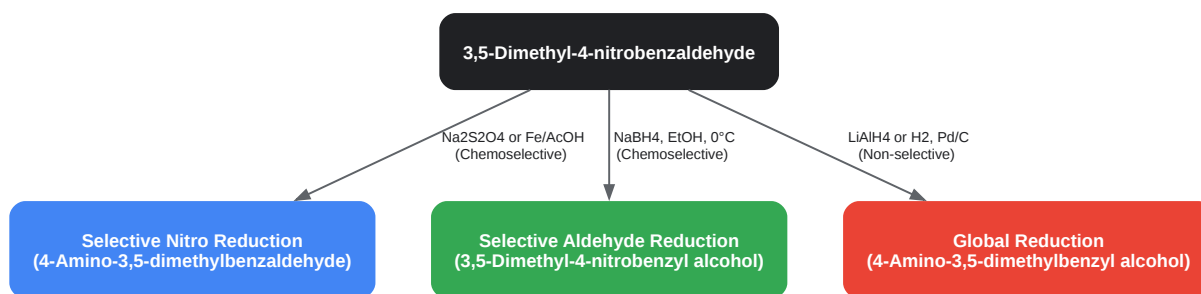 3,5-Dimethyl-4-nitrobenzaldehyde
Na2S2O4 or Fe/AcOH
(Chemoselective)
NaBH4, EtOH, 0°C
(Chemoselective)
LiAlH4 or H2, Pd/C
(Non-selective)
Selective Nitro Reduction
(4-Amino-3,5-dimethylbenzaldehyde)
Selective Aldehyde Reduction
(3,5-Dimethyl-4-nitrobenzyl alcohol)
Global Reduction
(4-Amino-3,5-dimethylbenzyl alcohol)